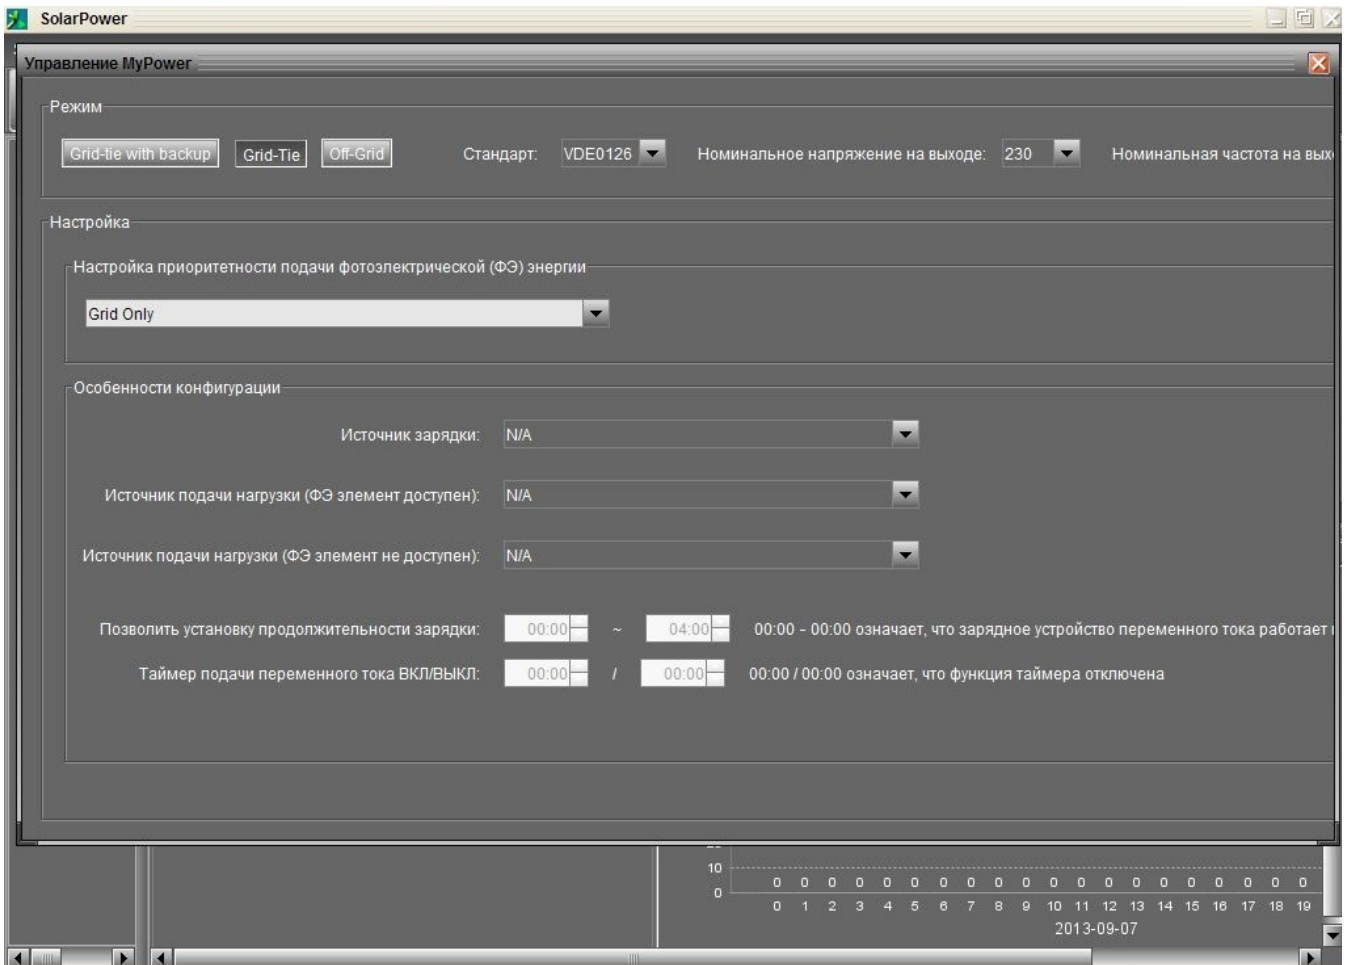 SolarPower
Управление MyPower
Режим
Grid-tie with backup Grid-Tie Off-Grid Стандарт: VDE0126 Номинальное напряжение на выходе: 230 Номинальная частота на вых
Настройка
Настройка приоритетности подачи фотоэлектрической (ФЭ) энергии
Grid Only
Особенности конфигурации
Источник зарядки: N/A
Источник подачи нагрузки (ФЭ элемент доступен): N/A
Источник подачи нагрузки (ФЭ элемент не доступен): N/A
Позволить установку продолжительности зарядки: 00:00 ~ 04:00 00:00 - 00:00 означает, что зарядное устройство переменного тока работает
Таймер подачи переменного тока ВКЛ/ВЫКЛ: 00:00 / 00:00 00:00 / 00:00 означает, что функция таймера отключена
10
0 0 0 0 0 0 0 0 0 0 0 0 0 0 0 0 0 0 0 0
0
0 1 2 3 4 5 6 7 8 9 10 11 12 13 14 15 16 17 18 19
2013-09-07